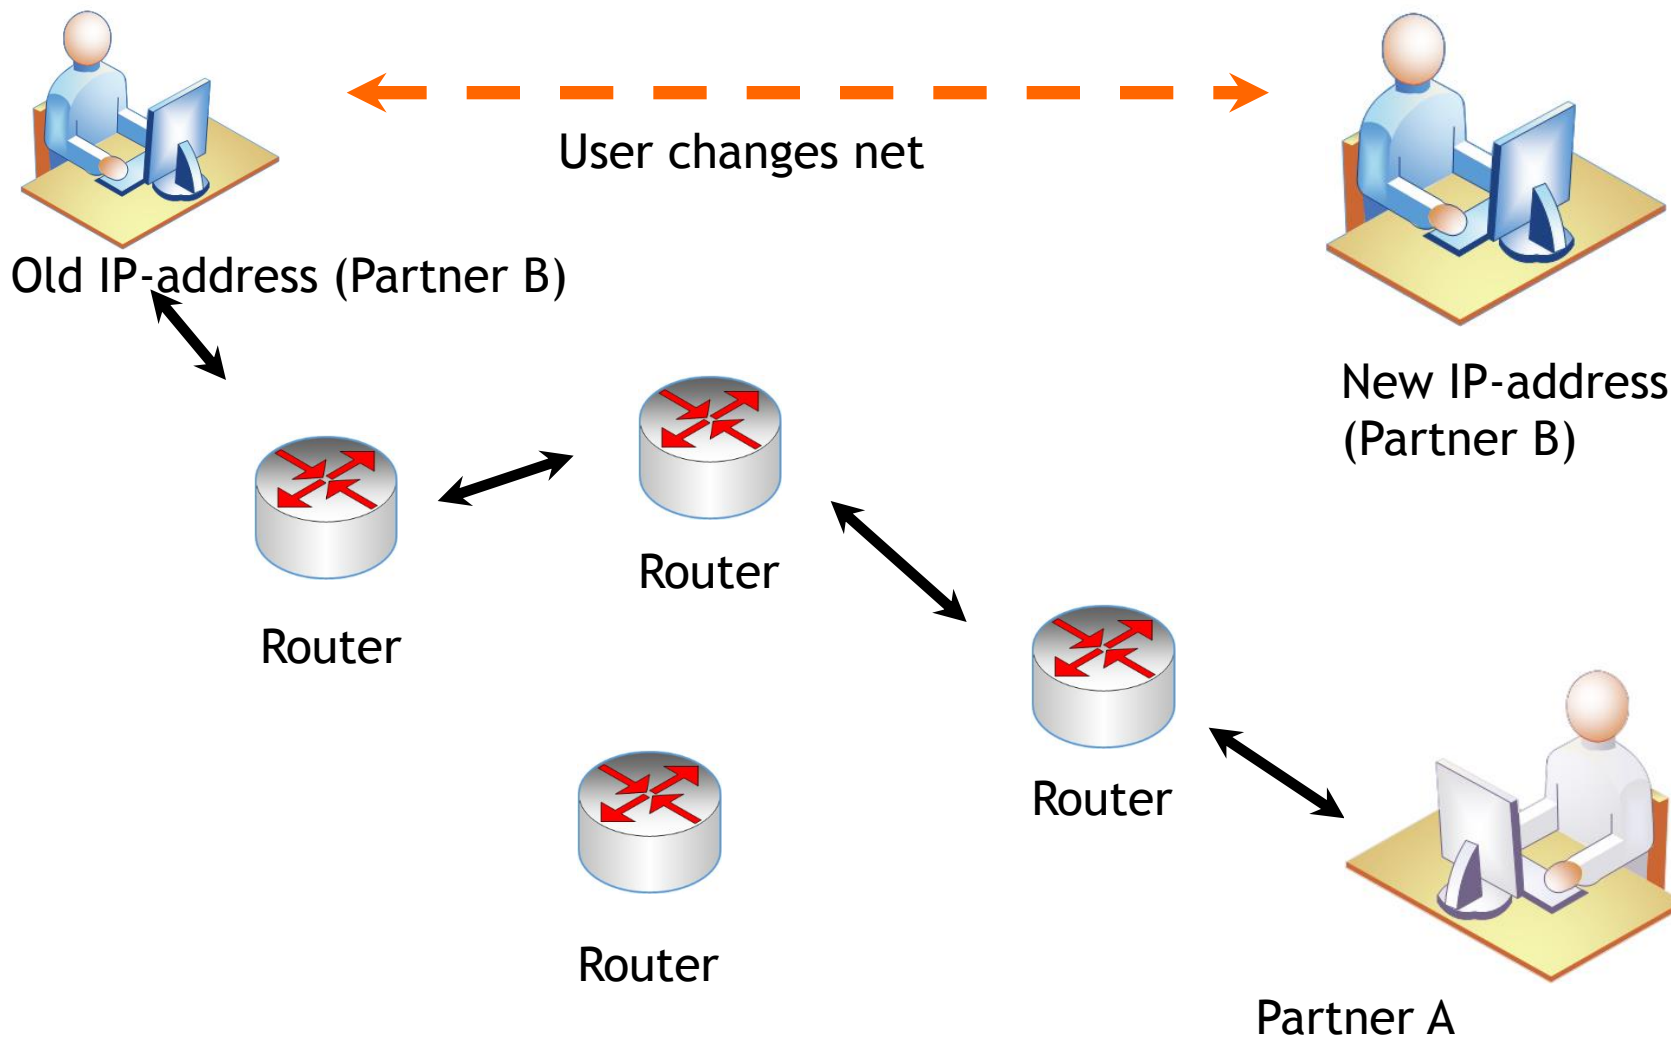 User changes net
Old IP-address (Partner B)
New IP-address
(Partner B)
Router
Router
Router
Router
Partner A